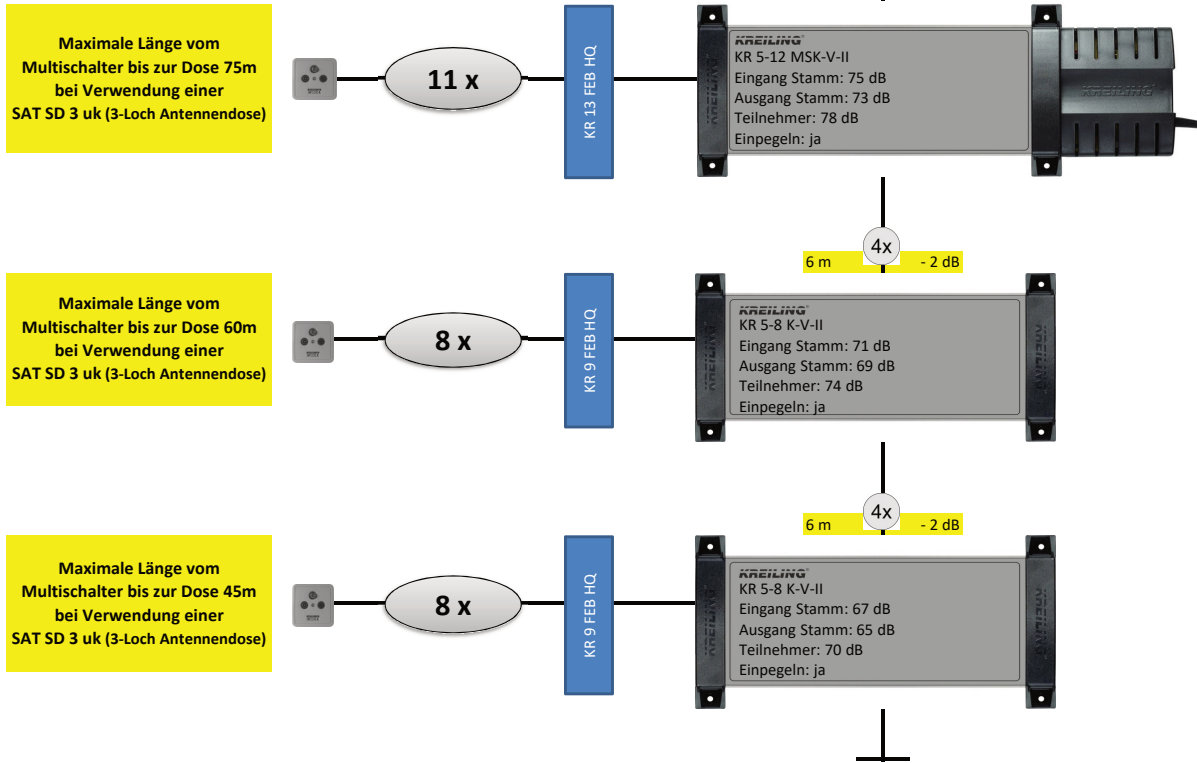 Maximale Länge vom
Multischalter bis zur Dose 75m
bei Verwendung einer
SAT SD 3 uk (3-Loch Antennendose)
11 x
KR 13 FEB HQ
KREILING
KREILING
KR 5-12 MSK-V-II
Eingang Stamm: 75 dB
Ausgang Stamm: 73 dB
Teilnehmer: 78 dB
Einpegeln: ja
KREILING
4x
6 m - 2 dB
Maximale Länge vom
Multischalter bis zur Dose 60m
bei Verwendung einer
SAT SD 3 uk (3-Loch Antennendose)
8 x
KR 9 FEB HQ
KREILING
KREILING
KR 5-8 K-V-II
Eingang Stamm: 71 dB
Ausgang Stamm: 69 dB
Teilnehmer: 74 dB
Einpegeln: ja
KREILING
4x
6 m - 2 dB
Maximale Länge vom
Multischalter bis zur Dose 45m
bei Verwendung einer
SAT SD 3 uk (3-Loch Antennendose)
8 x
KR 9 FEB HQ
KREILING
KREILING
KR 5-8 K-V-II
Eingang Stamm: 67 dB
Ausgang Stamm: 65 dB
Teilnehmer: 70 dB
Einpegeln: ja
KREILING